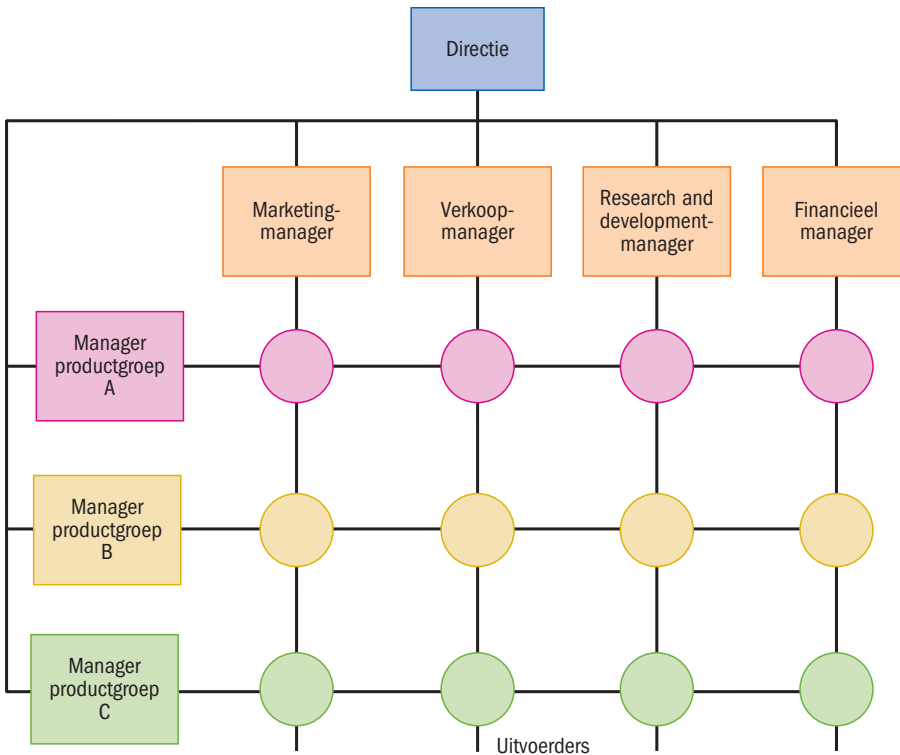 Directie
Marketing-
manager
Verkoop-
manager
Research and
development-
manager
Financieel
manager
Manager
productgroep
A
Manager
productgroep
B
Manager
productgroep
C
Uitvoerders